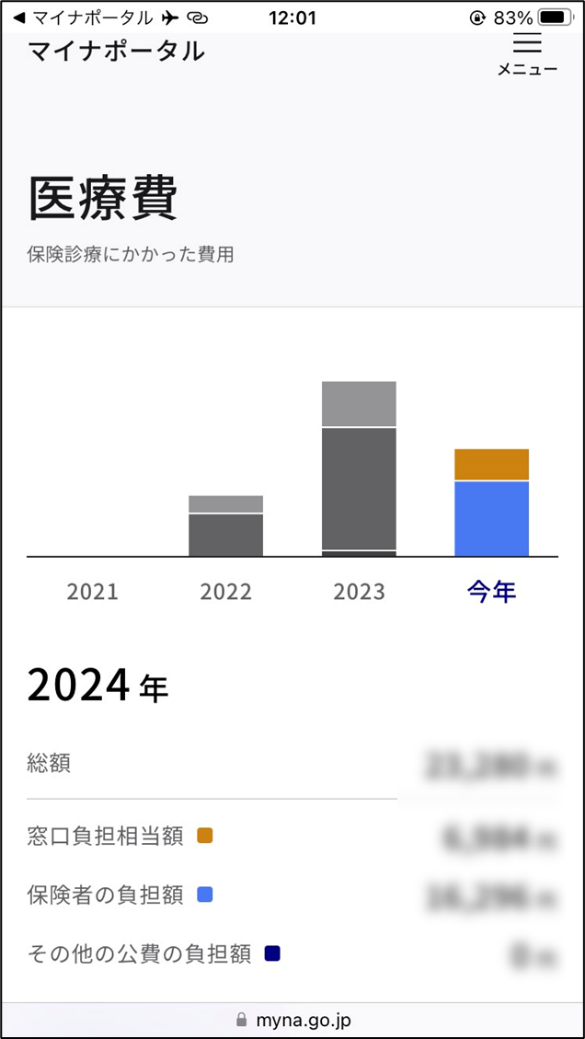 マイナポータル 12:01 83%
マイナポータル
メニュー
医療費
保険診療にかかった費用
2021 2022 2023 今年
2024 年
総額
窓口負担相当額
保険者の負担額
その他の公費の負担額
myna.go.jp